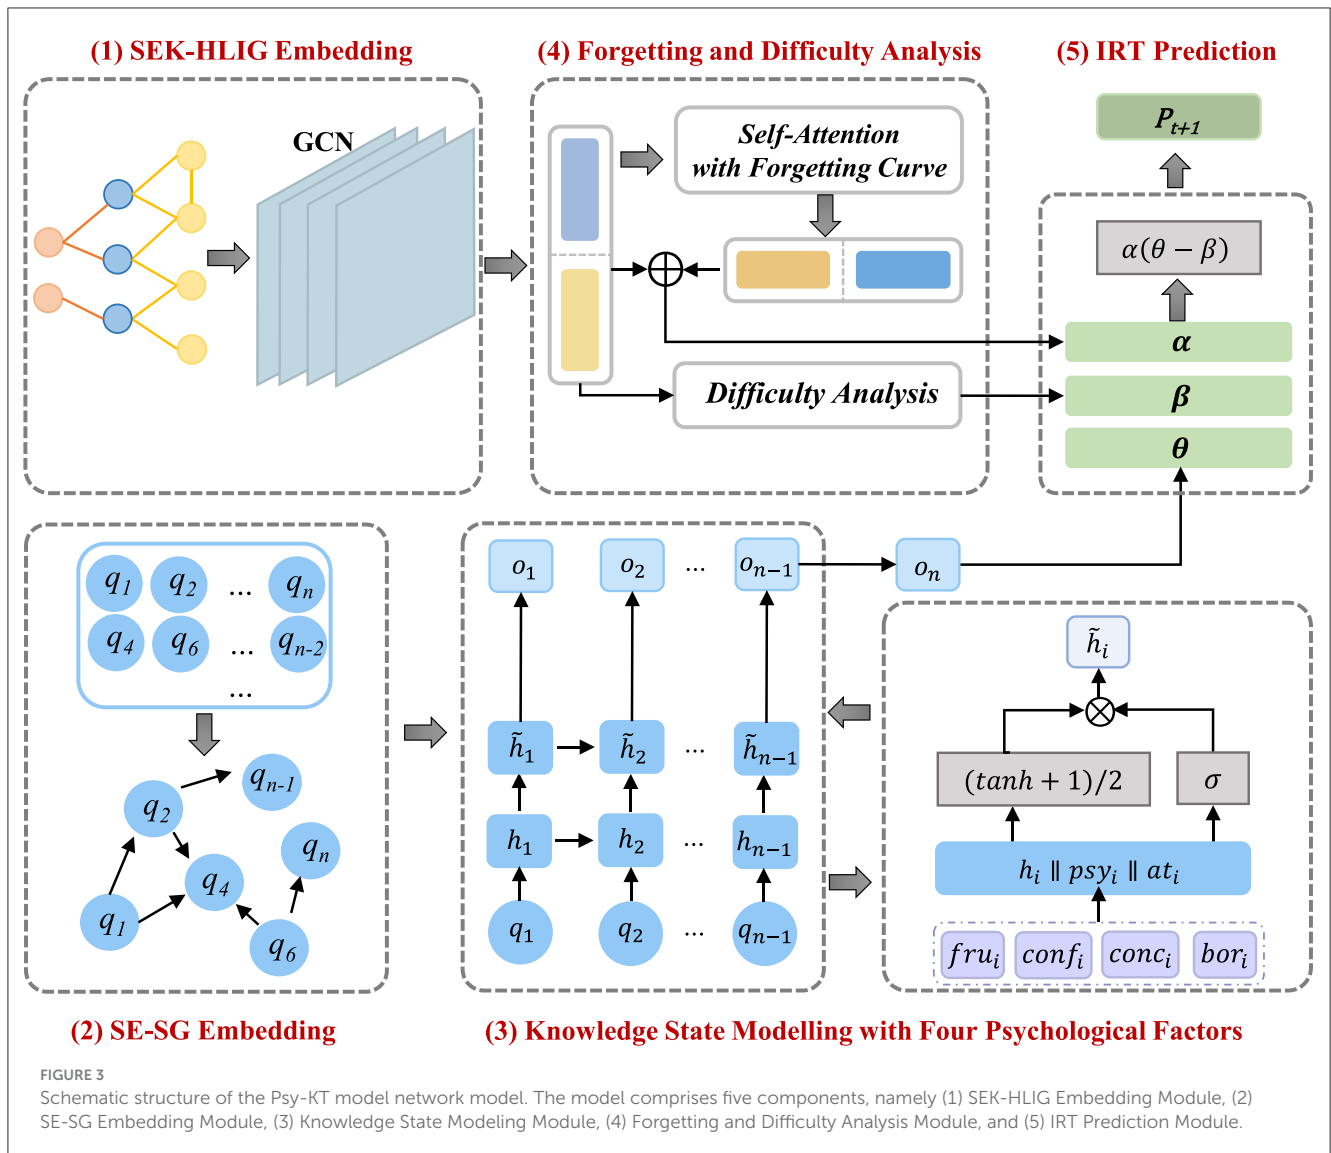 (1) SEK-HLIG Embedding
(4) Forgetting and Difficulty Analysis
(5) IRT Prediction
GCN
Self-Attention
with Forgetting Curve
Difficulty Analysis
P_{t+1}
α(θ − β)
α
β
θ
q_1 q_2 ... q_n
q_4 q_6 ... q_{n-2}
...
q_2 q_{n-1}
q_n
q_4
q_1
q_6
o_1 o_2 ... o_{n−1} o_n
h̃_1 h̃_2 ... h̃_{n−1}
h_1 h_2 ... h_{n−1}
q_1 q_2 ... q_{n−1}
h̃_i
(tanh + 1)/2 σ
h_i ∥ psy_i ∥ at_i
fru_i conf_i conc_i bor_i
(2) SE-SG Embedding
(3) Knowledge State Modelling with Four Psychological Factors
FIGURE 3
Schematic structure of the Psy-KT model network model. The model comprises five components, namely (1) SEK-HLIG Embedding Module, (2)
SE-SG Embedding Module, (3) Knowledge State Modeling Module, (4) Forgetting and Difficulty Analysis Module, and (5) IRT Prediction Module.